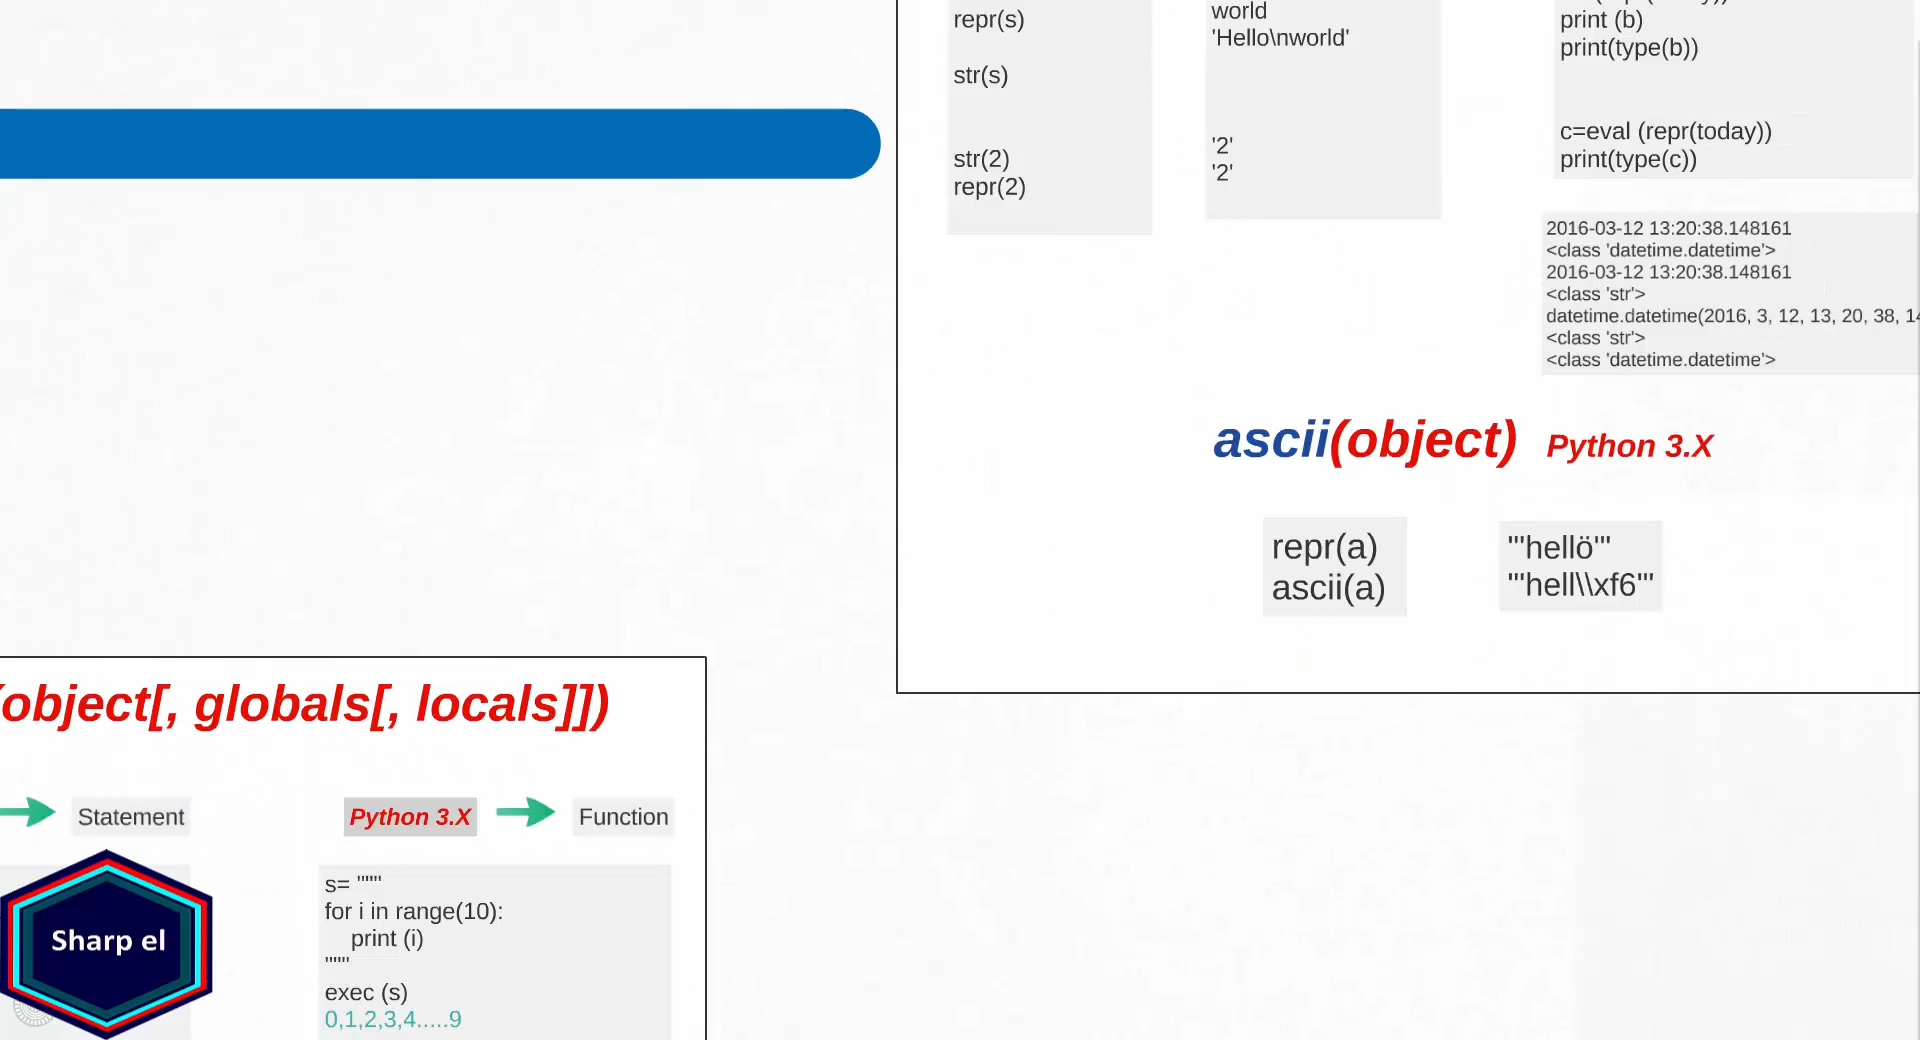 repr(s)
str(s)
str(2)
repr(2)
world
'Hello\nworld'
'2'
'2'
print (b)
print(type(b))
c=eval (repr(today))
print(type(c))
2016-03-12 13:20:38.148161
<class 'datetime.datetime'>
2016-03-12 13:20:38.148161
<class 'str'>
datetime.datetime(2016, 3, 12, 13, 20, 38, 14
<class 'str'>
<class 'datetime.datetime'>
ascii(object) Python 3.X
repr(a)
ascii(a)
"'hellö'"
"'hell\\xf6'"
(object[, globals[, locals]])
Statement
Python 3.X
Function
s= """
for i in range(10):
print (i)
"""
exec (s)
0,1,2,3,4.....9
Sharp el